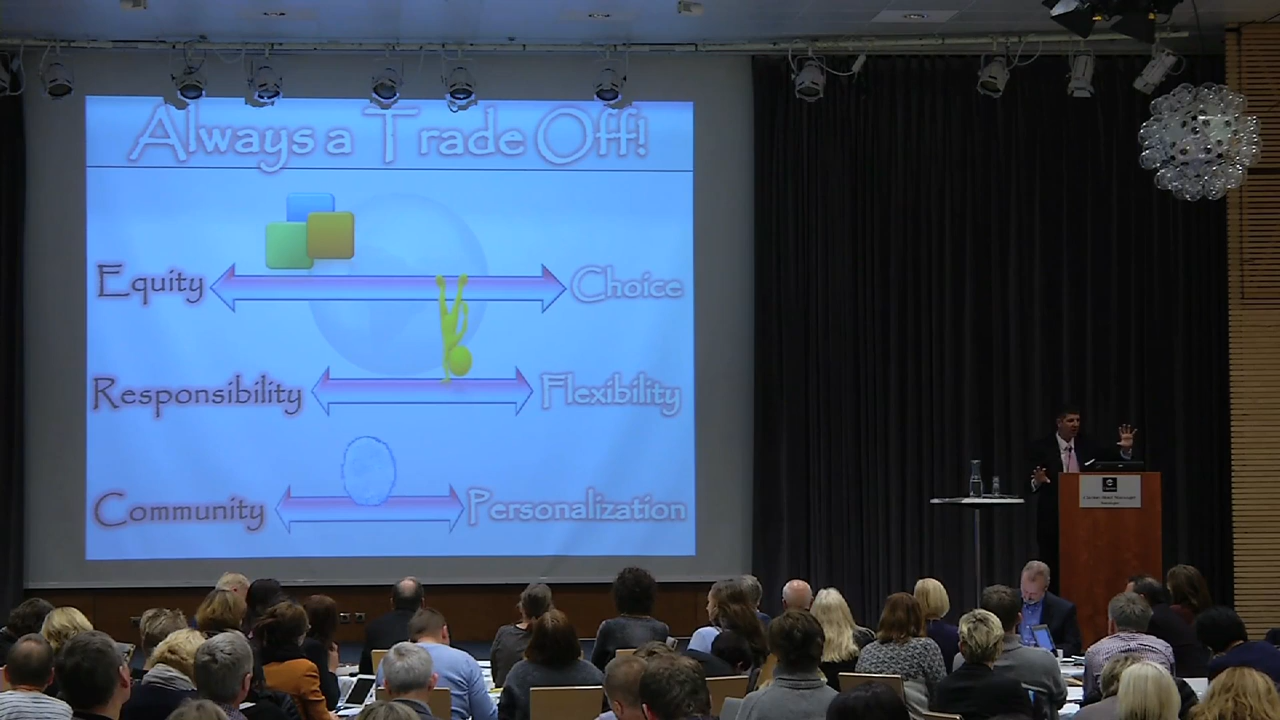 Always a Trade Off!
Equity
Choice
Responsibility
Flexibility
Community
Personalization